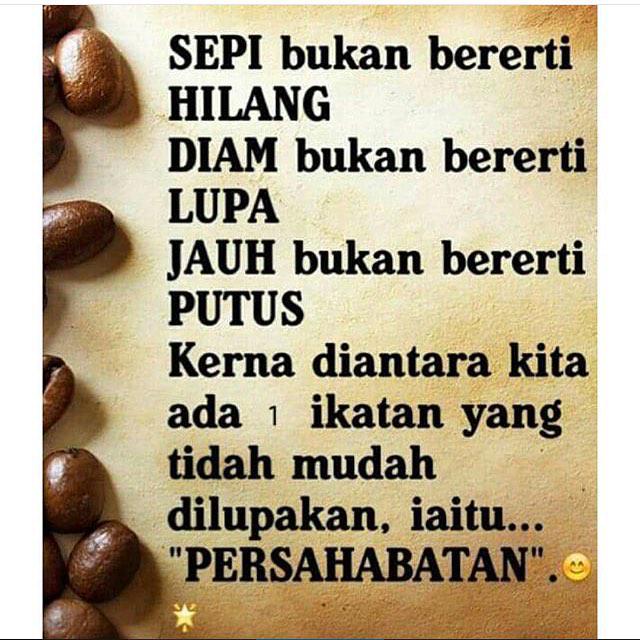 SEPI bukan bererti
HILANG
DIAM bukan bererti
LUPA
JAUH bukan bererti
PUTUS
Kerna diantara kita
ada 1 ikatan yang
tidah mudah
dilupakan, iaitu...
"PERSAHABATAN".😊
🌟